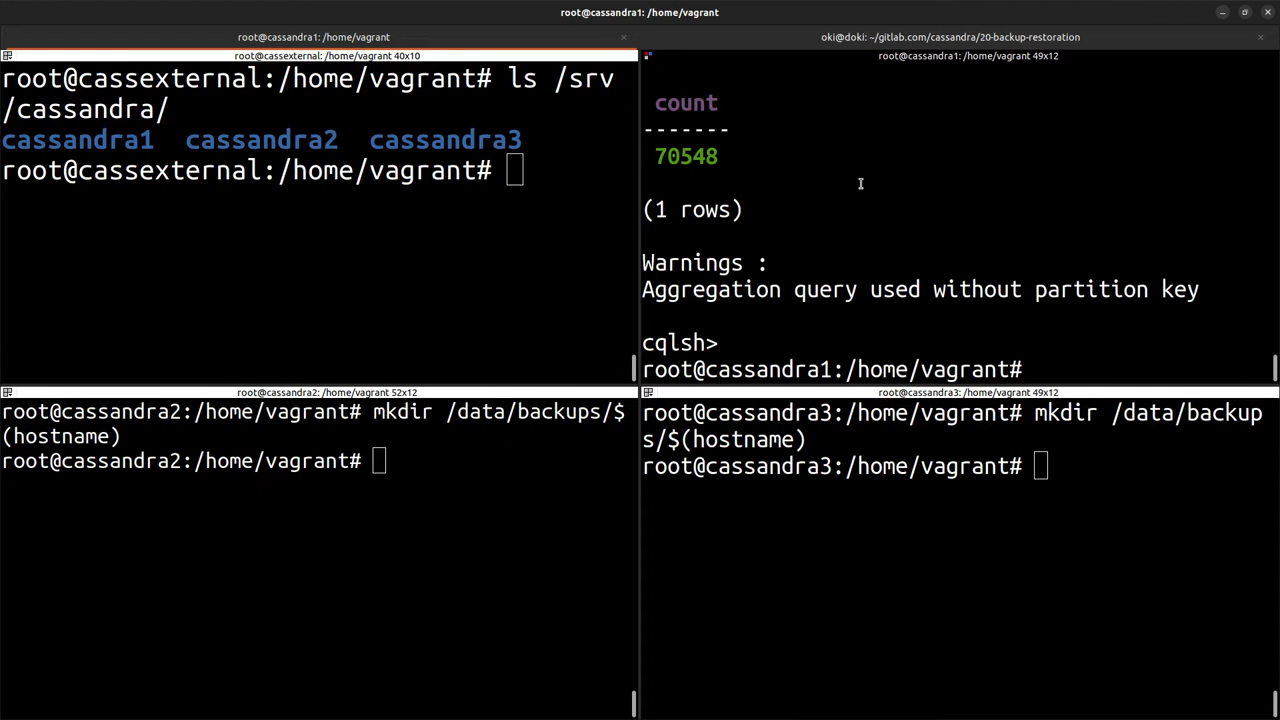 root@cassandra1: /home/vagrant
root@cassandra1: /home/vagrant
oki@doki: ~/gitlab.com/cassandra/20-backup-restoration
root@cassexternal: /home/vagrant 40x10
root@cassexternal:/home/vagrant# ls /srv
/cassandra/
cassandra1  cassandra2  cassandra3
root@cassexternal:/home/vagrant#
root@cassandra1: /home/vagrant 49x12
count
-------
70548
(1 rows)
Warnings :
Aggregation query used without partition key
cqlsh>
root@cassandra1:/home/vagrant#
root@cassandra2: /home/vagrant 52x12
root@cassandra2:/home/vagrant# mkdir /data/backups/$
(hostname)
root@cassandra2:/home/vagrant#
root@cassandra3: /home/vagrant 49x12
root@cassandra3:/home/vagrant# mkdir /data/backup
s/$(hostname)
root@cassandra3:/home/vagrant#